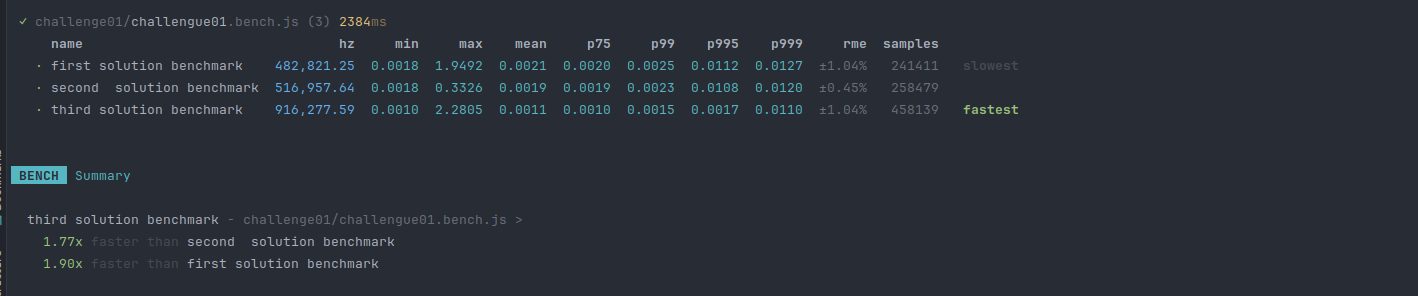 ✓ challenge01/challengue01.bench.js (3) 2384ms
name hz min max mean p75 p99 p995 p999 rme samples
· first solution benchmark 482,821.25 0.0018 1.9492 0.0021 0.0020 0.0025 0.0112 0.0127 ±1.04% 241411 slowest
· second  solution benchmark 516,957.64 0.0018 0.3326 0.0019 0.0019 0.0023 0.0108 0.0120 ±0.45% 258479
· third solution benchmark 916,277.59 0.0010 2.2805 0.0011 0.0010 0.0015 0.0017 0.0110 ±1.04% 458139 fastest
BENCH Summary
third solution benchmark - challenge01/challengue01.bench.js >
1.77x faster than second  solution benchmark
1.90x faster than first solution benchmark